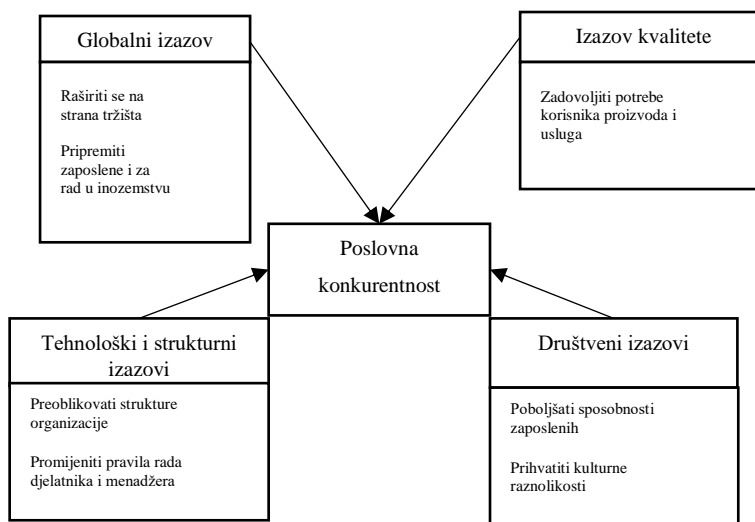 Globalni izazov
Raširiti se na
strana tržišta
Pripremiti
zaposlene i za
rad u inozemstvu
Izazov kvalitete
Zadovoljiti potrebe
korisnika proizvoda i
usluga
Poslovna
konkurentnost
Tehnološki i strukturni
izazovi
Preoblikovati strukture
organizacije
Promijeniti pravila rada
djelatnika i menadžera
Društveni izazovi
Poboljšati sposobnosti
zaposlenih
Prihvatiti kulturne
raznolikosti